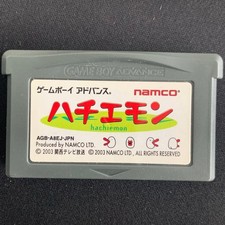 GAME BOY ADVANCE
ゲームボーイ アドバンス namco
ハチエモン
hachiemon
AGB-A8EJ-JPN
Produced by NAMCO LTD.
© 2003 関西テレビ放送 © 2003 NAMCO LTD., ALL RIGHTS RESERVED